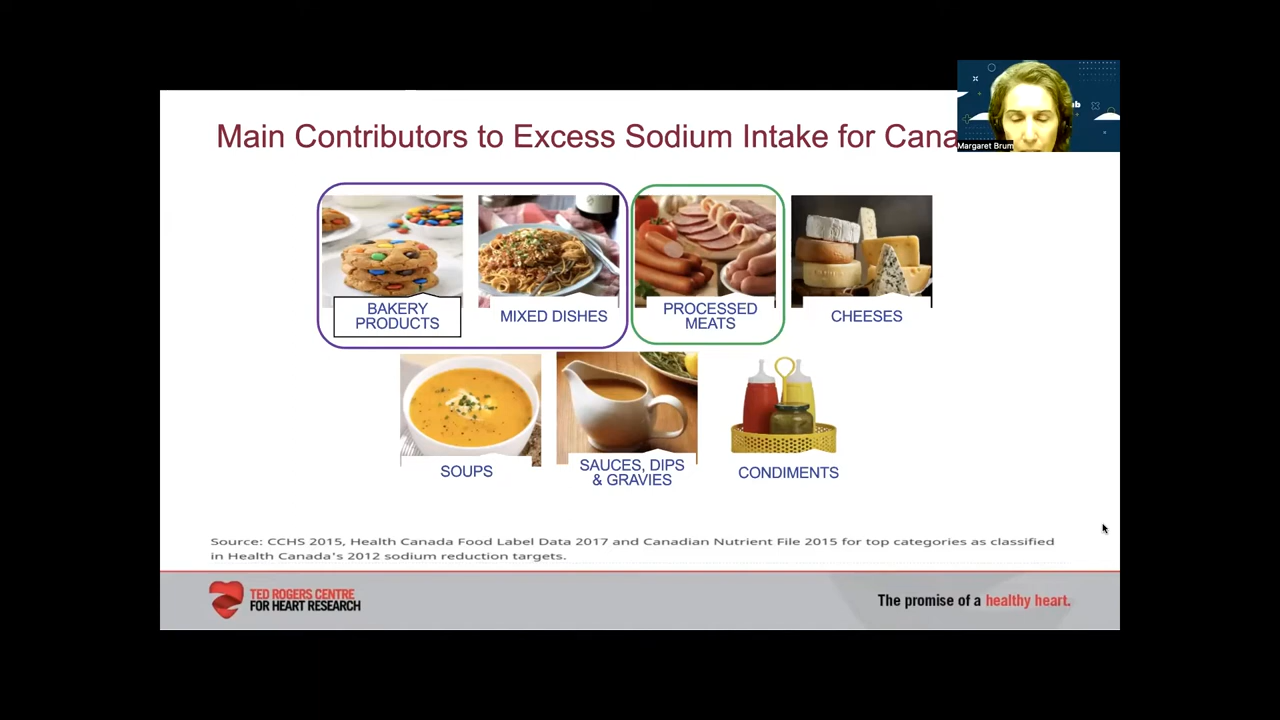 Main Contributors to Excess Sodium Intake for Cana
ub
Margaret Brum
BAKERY
PRODUCTS
MIXED DISHES
PROCESSED
MEATS
CHEESES
SOUPS
SAUCES, DIPS
& GRAVIES
CONDIMENTS
Source: CCHS 2015, Health Canada Food Label Data 2017 and Canadian Nutrient File 2015 for top categories as classified
in Health Canada's 2012 sodium reduction targets.
TED ROGERS CENTRE
FOR HEART RESEARCH
The promise of a healthy heart.